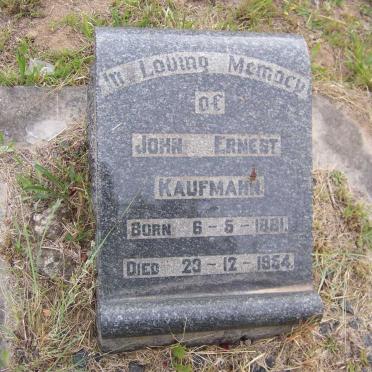 In Loving Memory
of
John Ernest
Kaufmann
Born 6-5-1881.
Died 23-12-1954.